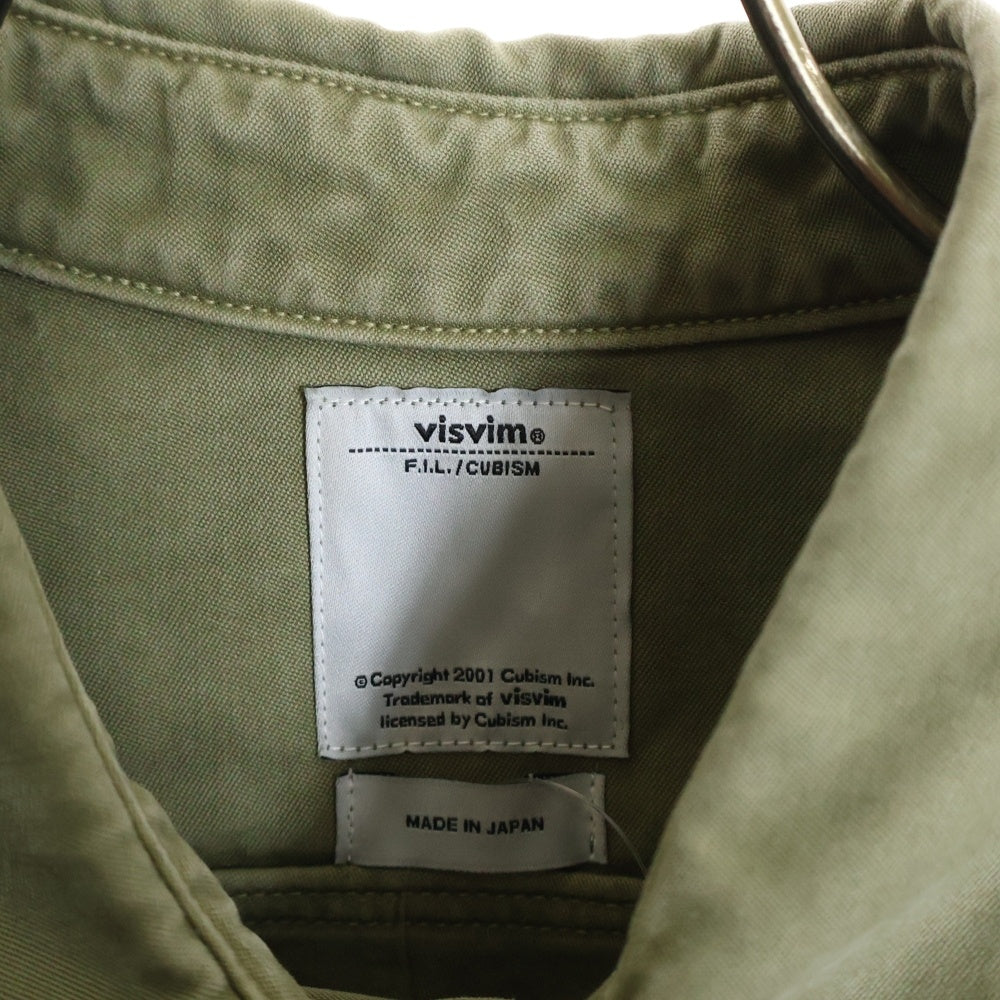 visvim®
F.I.L./CUBISM
©Copyright 2001 Cubism Inc.
Trademark of visvim
licensed by Cubism Inc.
MADE IN JAPAN